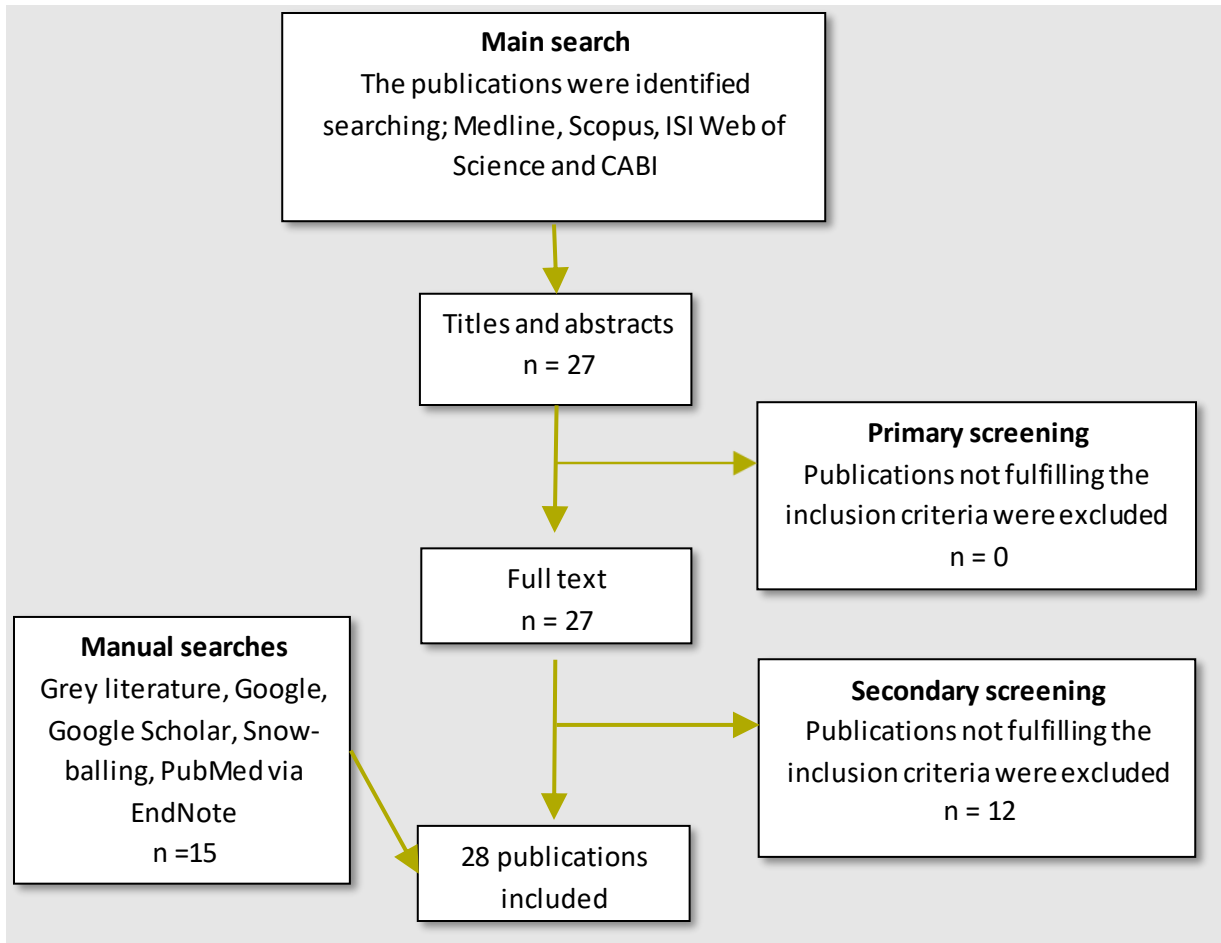 Main search
The publications were identified
searching; Medline, Scopus, ISI Web of
Science and CABI
Titles and abstracts
n = 27
Primary screening
Publications not fulfilling the
inclusion criteria were excluded
n = 0
Full text
n = 27
Manual searches
Grey literature, Google,
Google Scholar, Snow-
balling, PubMed via
EndNote
n =15
Secondary screening
Publications not fulfilling the
inclusion criteria were excluded
n = 12
28 publications
included